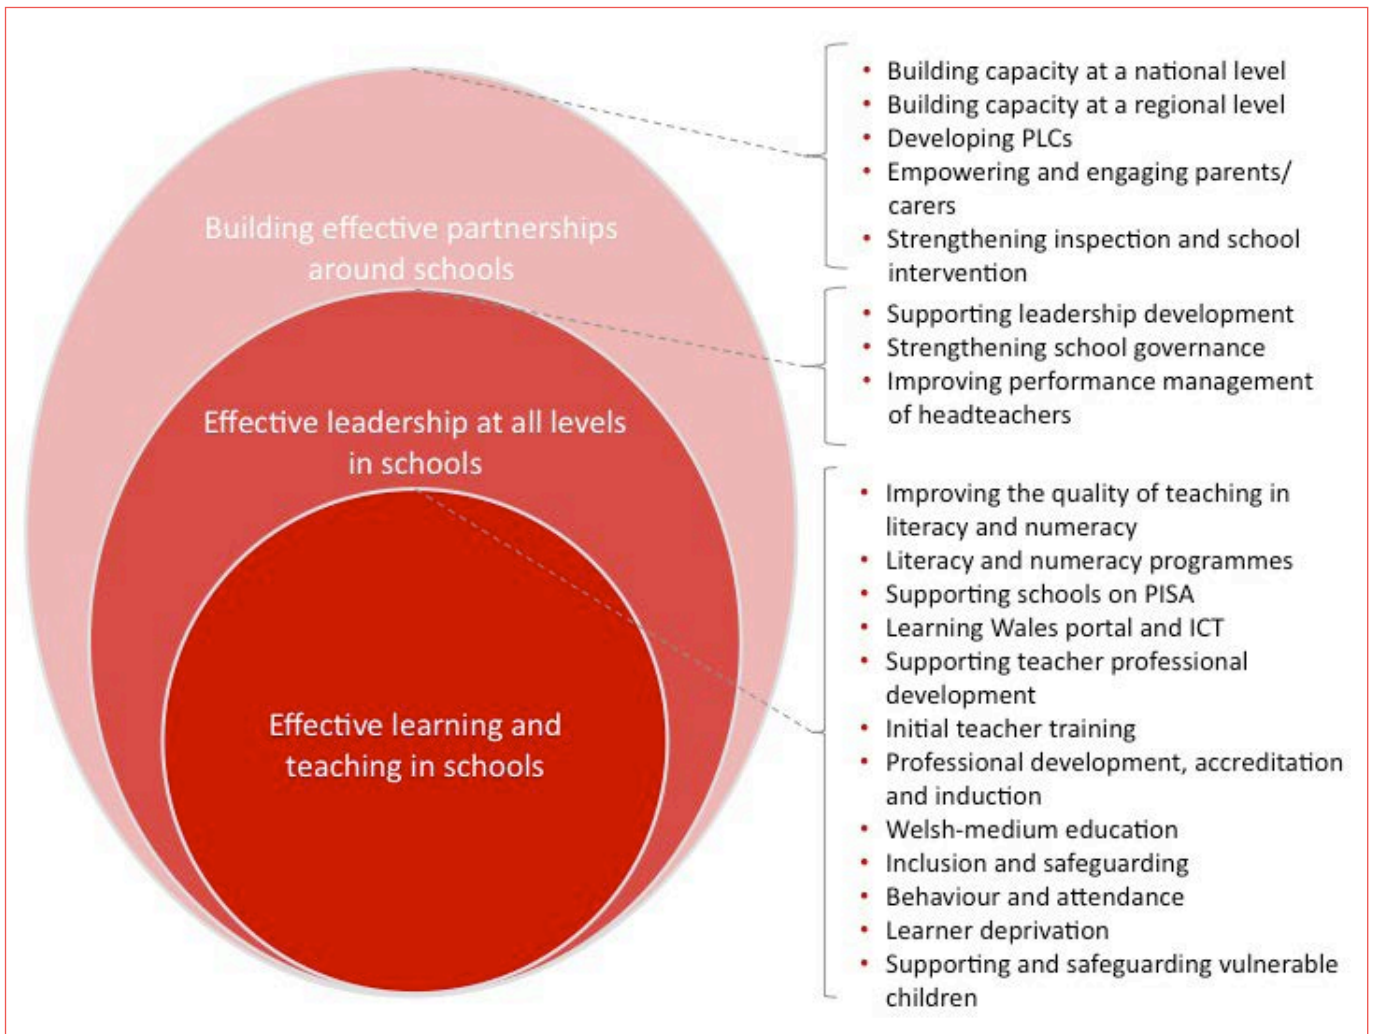 Building effective partnerships
around schools
Effective leadership at all levels
in schools
Effective learning and
teaching in schools
• Building capacity at a national level
• Building capacity at a regional level
• Developing PLCs
• Empowering and engaging parents/
carers
• Strengthening inspection and school
intervention
• Supporting leadership development
• Strengthening school governance
• Improving performance management
of headteachers
• Improving the quality of teaching in
literacy and numeracy
• Literacy and numeracy programmes
• Supporting schools on PISA
• Learning Wales portal and ICT
• Supporting teacher professional
development
• Initial teacher training
• Professional development, accreditation
and induction
• Welsh-medium education
• Inclusion and safeguarding
• Behaviour and attendance
• Learner deprivation
• Supporting and safeguarding vulnerable
children